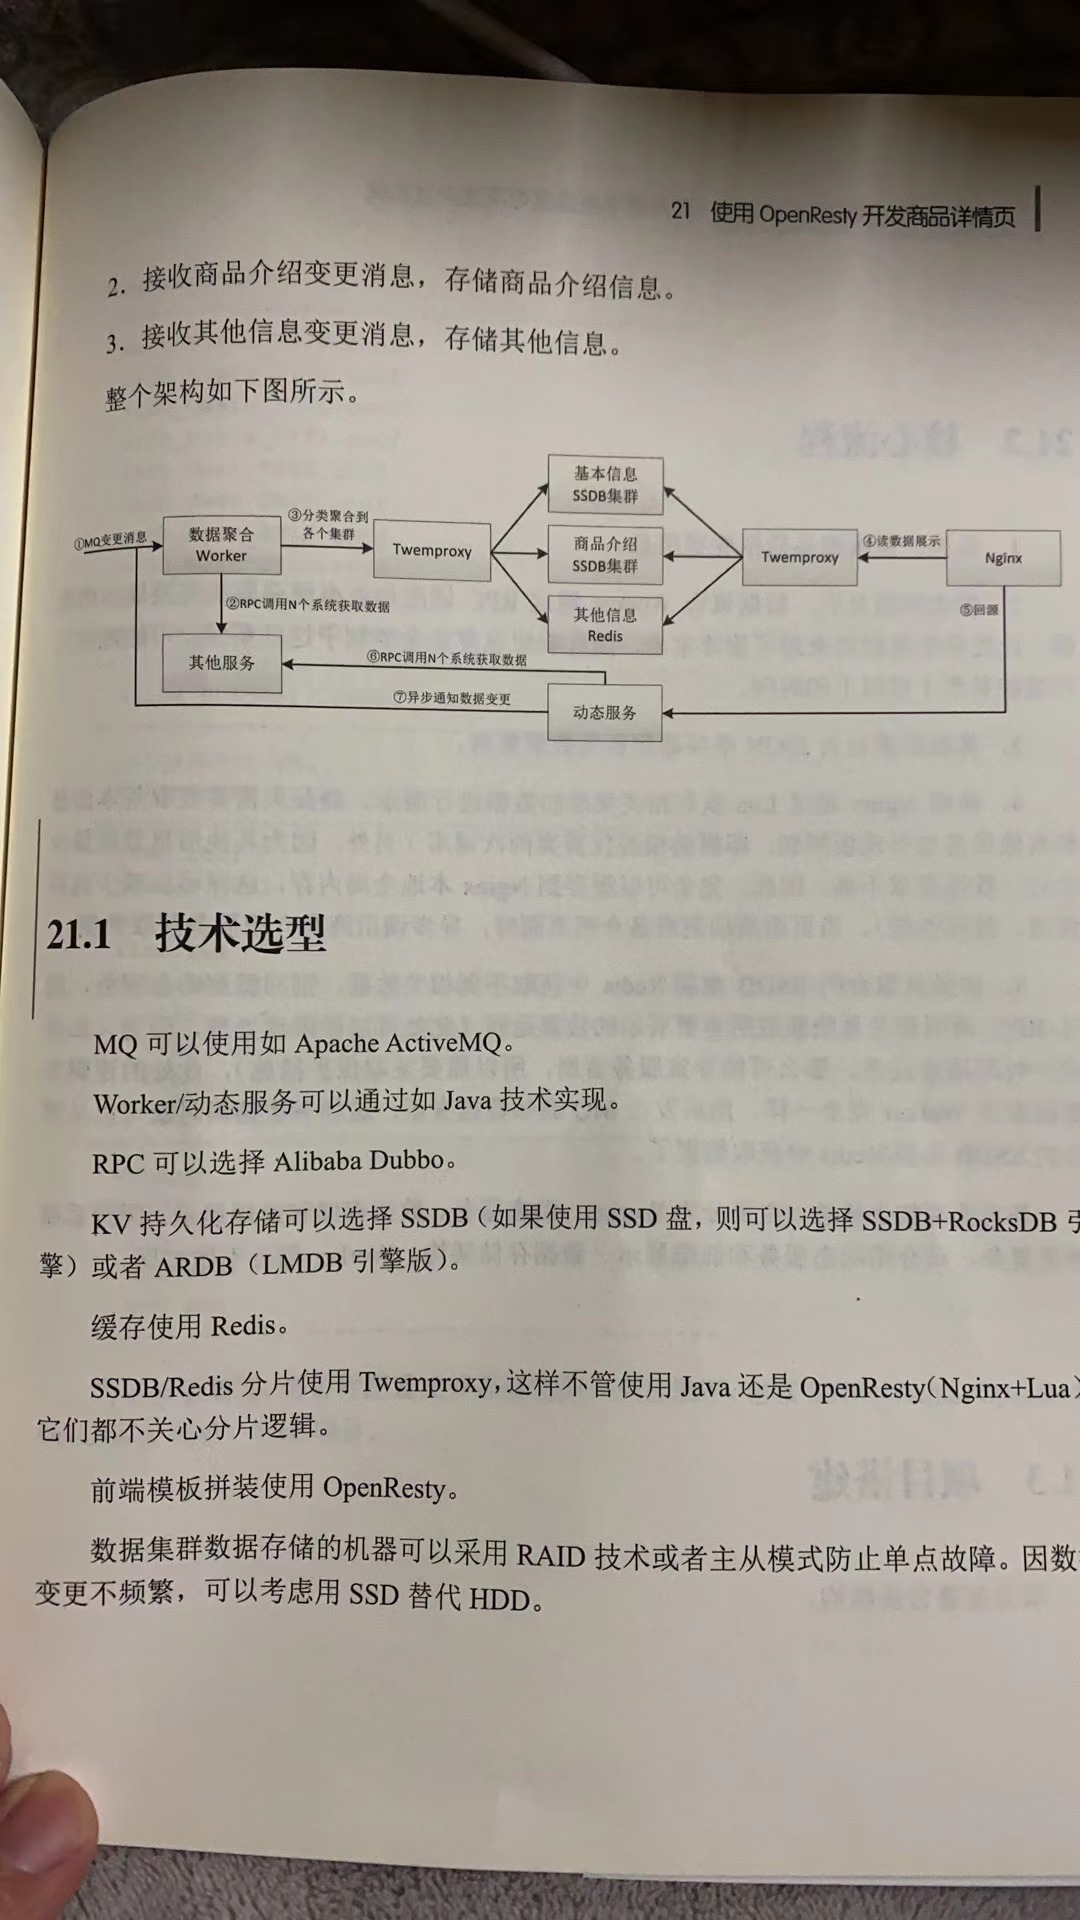 21 使用 OpenResty 开发商品详情页
2. 接收商品介绍变更消息，存储商品介绍信息。
3. 接收其他信息变更消息，存储其他信息。
整个架构如下图所示。
①MQ变更消息
数据聚合
Worker
③分类聚合到
各个集群
Twemproxy
基本信息
SSDB集群
商品介绍
SSDB集群
其他信息
Redis
Twemproxy
④读数据展示
Nginx
②RPC调用N个系统获取数据
⑤回源
其他服务
⑥RPC调用N个系统获取数据
⑦异步通知数据变更
动态服务
21.1 技术选型
MQ 可以使用如 Apache ActiveMQ。
Worker/动态服务可以通过如 Java 技术实现。
RPC 可以选择 Alibaba Dubbo。
KV 持久化存储可以选择 SSDB（如果使用 SSD 盘，则可以选择 SSDB+RocksDB 引
擎）或者 ARDB（LMDB 引擎版）。
缓存使用 Redis。
SSDB/Redis 分片使用 Twemproxy，这样不管使用 Java 还是 OpenResty（Nginx+Lua）
它们都不关心分片逻辑。
前端模板拼装使用 OpenResty。
数据集群数据存储的机器可以采用 RAID 技术或者主从模式防止单点故障。因数
变更不频繁，可以考虑用 SSD 替代 HDD。